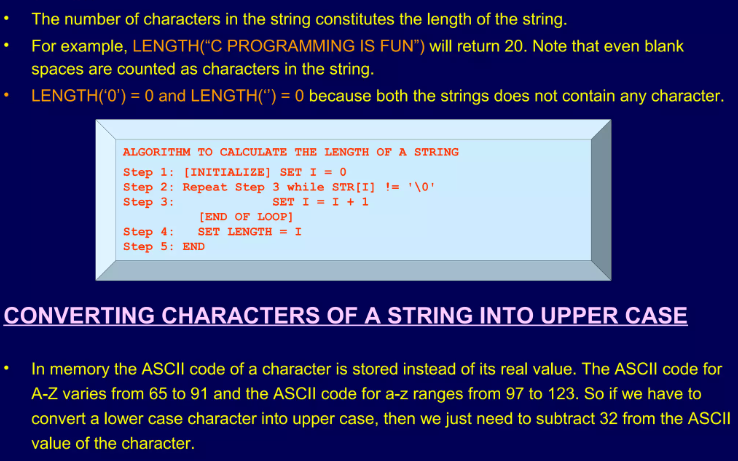 • The number of characters in the string constitutes the length of the string.
• For example, LENGTH(“C PROGRAMMING IS FUN”) will return 20. Note that even blank
spaces are counted as characters in the string.
• LENGTH(‘0’) = 0 and LENGTH(‘’) = 0 because both the strings does not contain any character.
ALGORITHM TO CALCULATE THE LENGTH OF A STRING
Step 1: [INITIALIZE] SET I = 0
Step 2: Repeat Step 3 while STR[I] != '\0'
Step 3: SET I = I + 1
[END OF LOOP]
Step 4: SET LENGTH = I
Step 5: END
CONVERTING CHARACTERS OF A STRING INTO UPPER CASE
• In memory the ASCII code of a character is stored instead of its real value. The ASCII code for
A-Z varies from 65 to 91 and the ASCII code for a-z ranges from 97 to 123. So if we have to
convert a lower case character into upper case, then we just need to subtract 32 from the ASCII
value of the character.